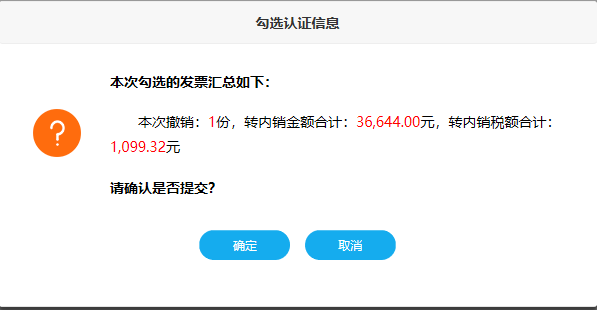 勾选认证信息
本次勾选的发票汇总如下：
本次撤销：1份，转内销金额合计：36,644.00元，转内销税额合计：
1,099.32元
请确认是否提交？
确定
取消